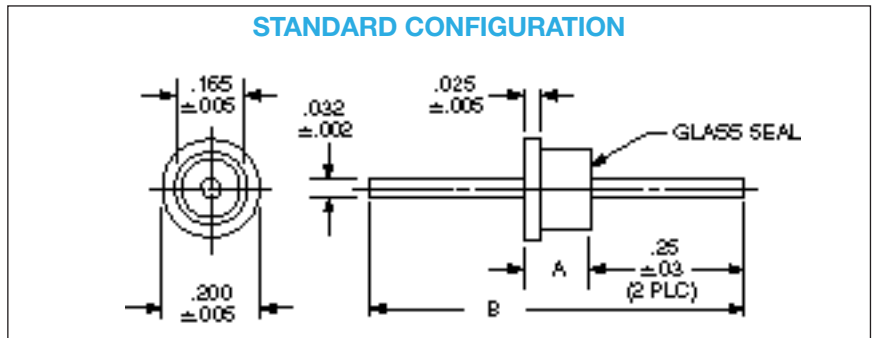 STANDARD CONFIGURATION
.165
±.005
.032
±.002
.025
±.005
GLASS SEAL
.200
±.005
A
.25
±.03
(2 PLC)
B